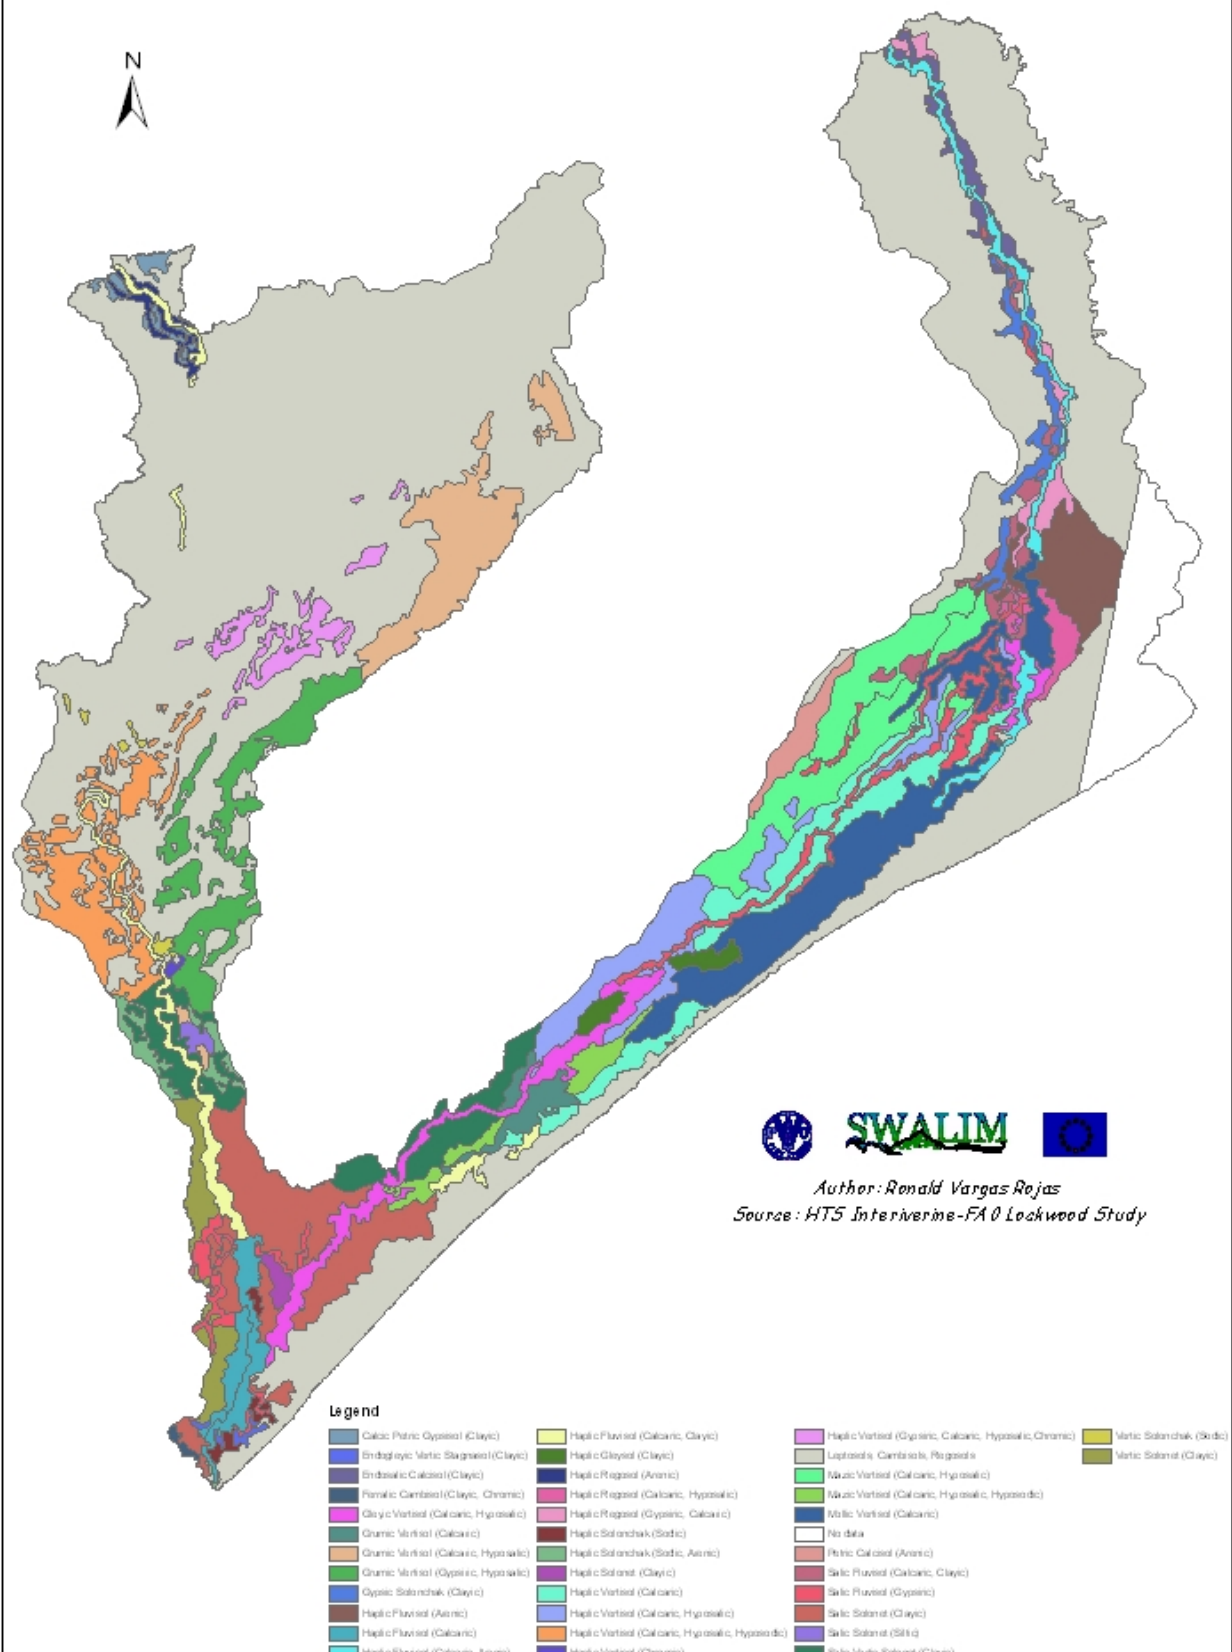 N
SWALIM
Author: Ronald Vargas Rojas
Source: HTS Interiverine-FAO Lockwood Study
Legend
Calcic Petric Gypsisol (Clayic)
Endogleyic Vertic Stagnosol (Clayic)
Endosalic Calcisol (Clayic)
Ferralic Cambisol (Clayic, Chromic)
Gleyic Vertisol (Calcaric, Hyposalic)
Grumic Vertisol (Calcaric)
Grumic Vertisol (Calcaric, Hyposalic)
Grumic Vertisol (Gypsiric, Hyposalic)
Gypsic Solonchak (Clayic)
Haplic Fluvisol (Arenic)
Haplic Fluvisol (Calcaric)
Haplic Fluvisol (Calcaric, Clayic)
Haplic Gleysol (Clayic)
Haplic Regosol (Arenic)
Haplic Regosol (Calcaric, Hyposalic)
Haplic Regosol (Gypsiric, Calcaric)
Haplic Solonchak (Sodic)
Haplic Solonchak (Sodic, Arenic)
Haplic Solonet (Clayic)
Haplic Vertisol (Calcaric)
Haplic Vertisol (Calcaric, Hyposalic)
Haplic Vertisol (Calcaric, Hyposalic, Hyposodic)
Haplic Vertisol (Gypsiric, Calcaric, Hyposalic, Chromic)
Leptosols, Cambisols, Regosols
Mazic Vertisol (Calcaric, Hyposalic)
Mazic Vertisol (Calcaric, Hyposalic, Hyposodic)
Mollic Vertisol (Calcaric)
No data
Petric Calcisol (Arenic)
Salic Fluvisol (Calcaric, Clayic)
Salic Fluvisol (Gypsiric)
Salic Solonet (Clayic)
Salic Solonet (Siltic)
Vertic Solonchak (Sodic)
Vertic Solonet (Clayic)